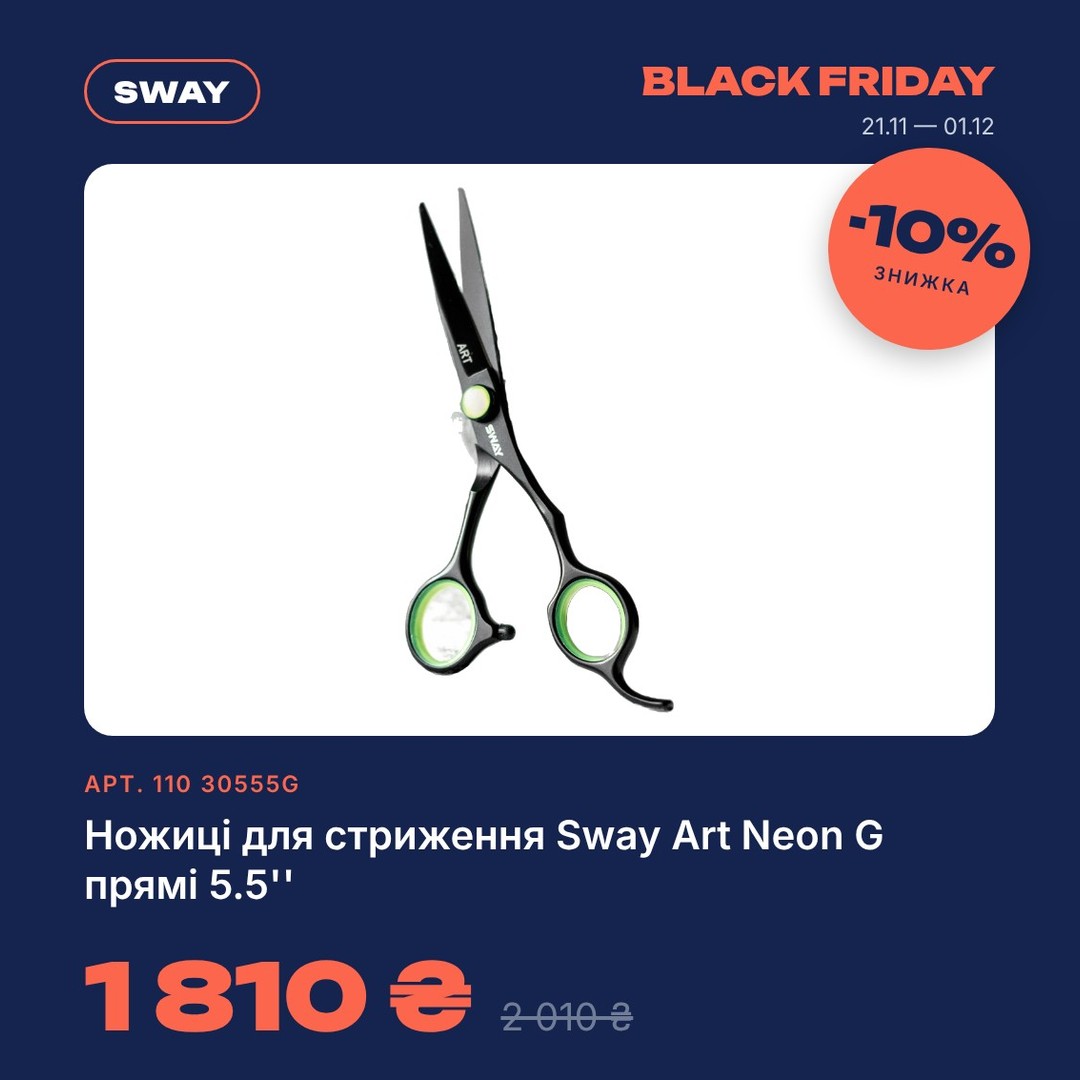 SWAY
BLACK FRIDAY
21.11 — 01.12
-10%
ЗНИЖКА
ART
SWAY
АРТ. 110 30555G
Ножиці для стриження Sway Art Neon G
прямі 5.5''
1 810 ₴
2 010 ₴